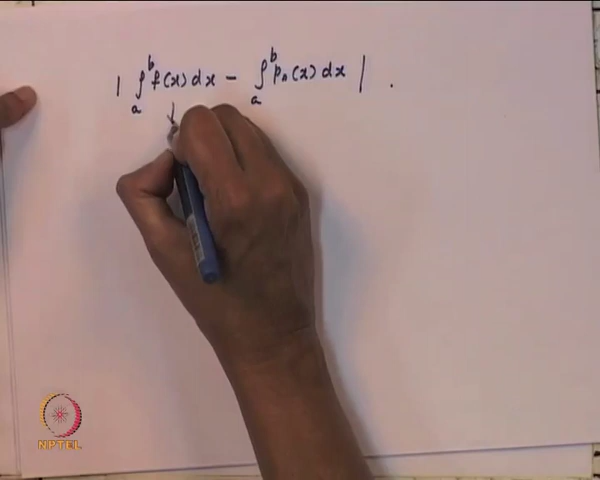 | ∫_a^b f(x) dx - ∫_a^b p_n(x) dx | .
NPTEL